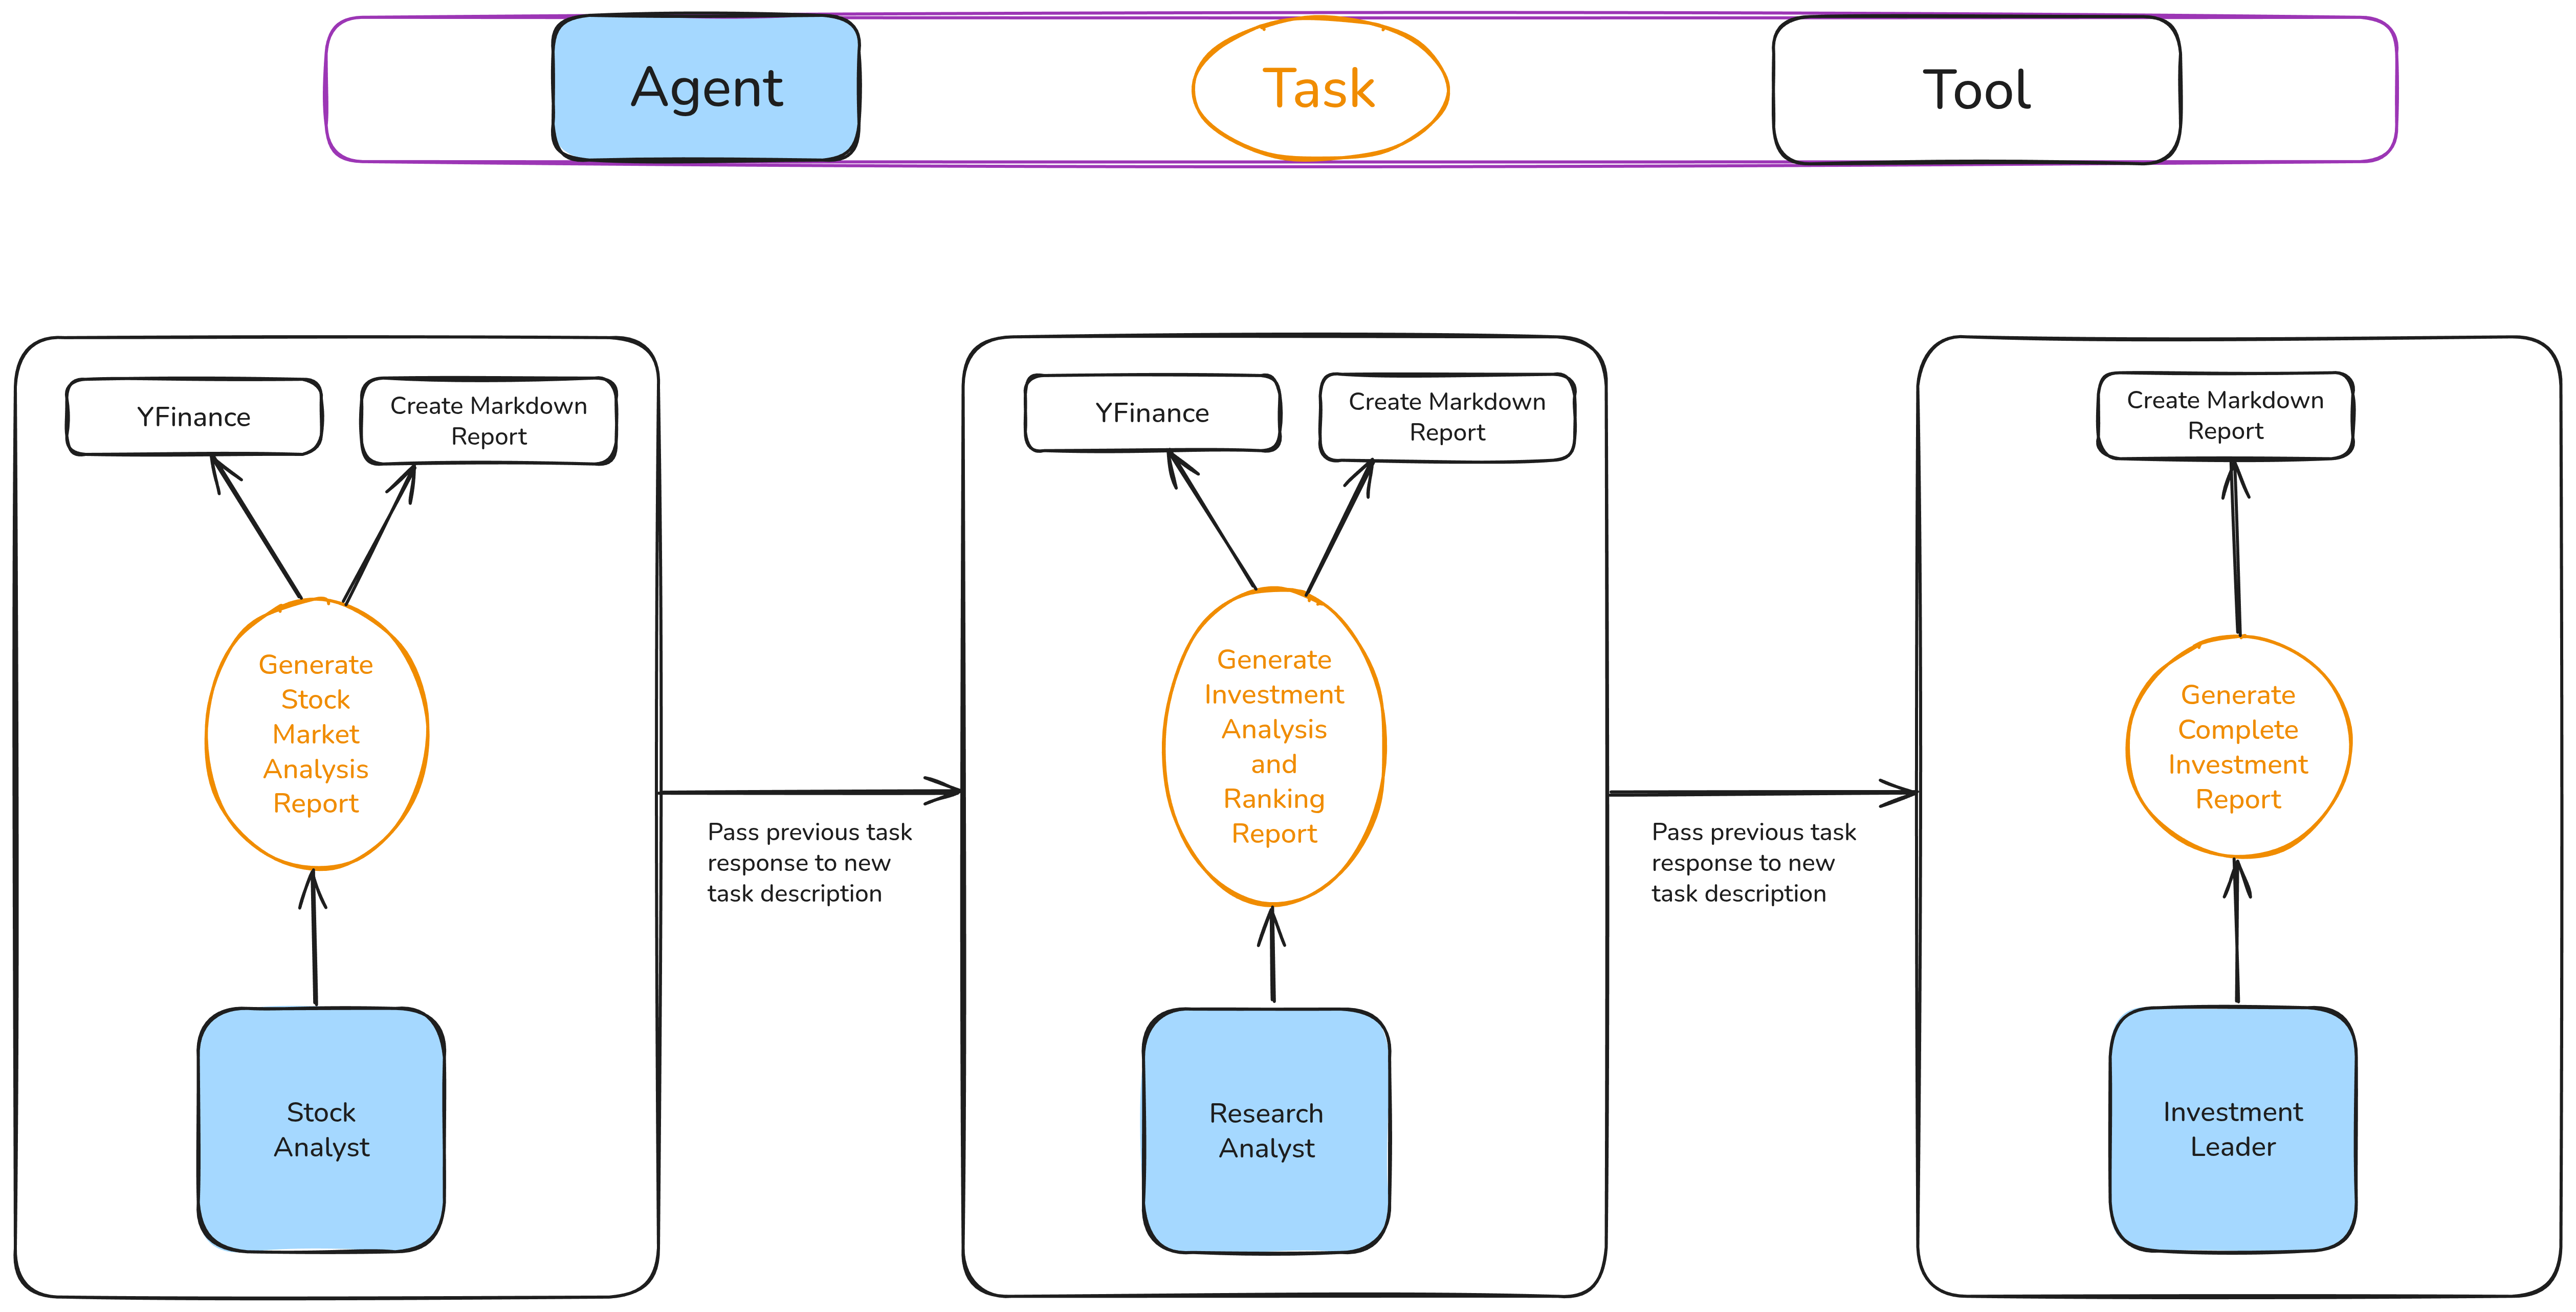 Agent
Task
Tool
YFinance
Create Markdown
Report
Generate
Stock
Market
Analysis
Report
Stock
Analyst
Pass previous task
response to new
task description
YFinance
Create Markdown
Report
Generate
Investment
Analysis
and
Ranking
Report
Research
Analyst
Pass previous task
response to new
task description
Create Markdown
Report
Generate
Complete
Investment
Report
Investment
Leader